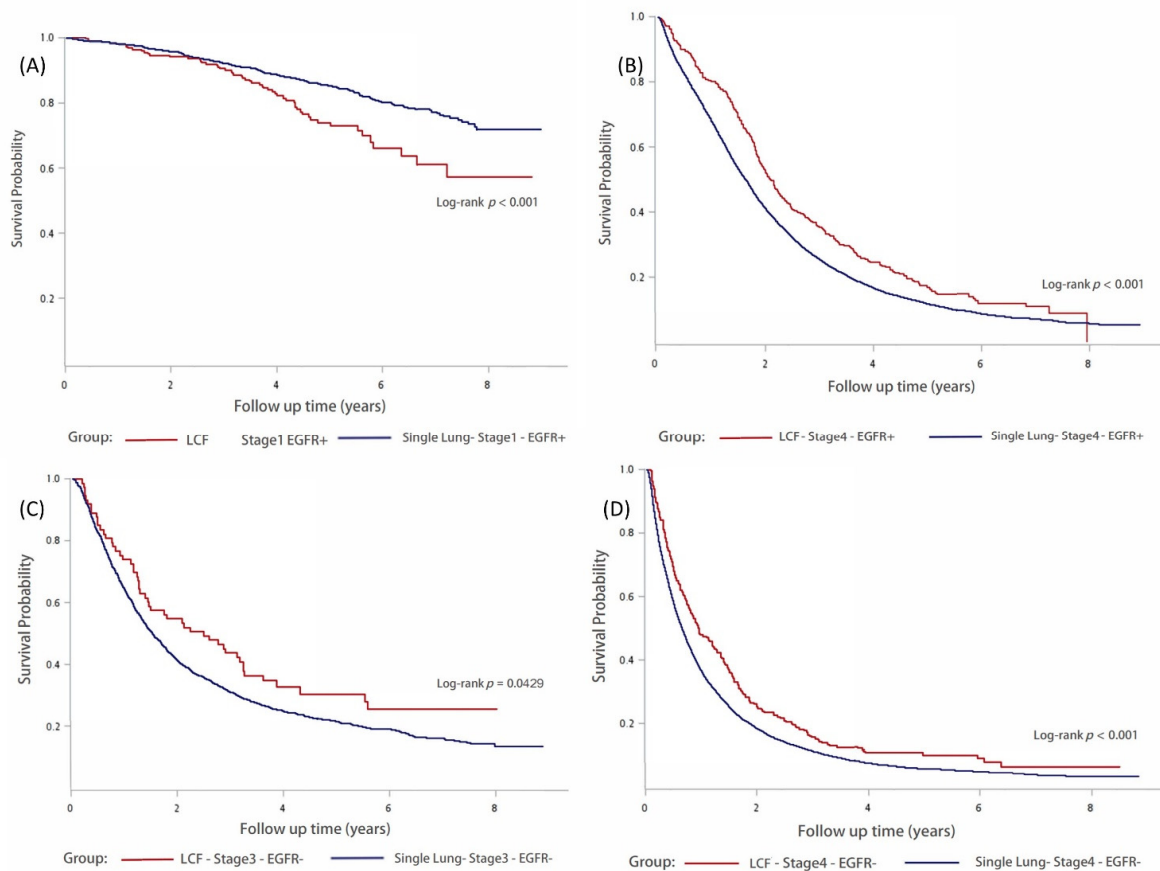 (A)
Survival Probability
1.0
0.8
0.6
0.4
0.2
Log-rank p < 0.001
0 2 4 6 8
Follow up time (years)
Group: LCF Stage1 EGFR+ Single Lung- Stage1 - EGFR+
(B)
Survival Probability
1.0
0.8
0.6
0.4
0.2
Log-rank p < 0.001
0 2 4 6 8
Follow up time (years)
Group: LCF - Stage4 - EGFR+ Single Lung- Stage4 - EGFR+
(C)
Survival Probability
1.0
0.8
0.6
0.4
0.2
Log-rank p = 0.0429
0 2 4 6 8
Follow up time (years)
Group: LCF - Stage3 - EGFR- Single Lung- Stage3 - EGFR-
(D)
Survival Probability
1.0
0.8
0.6
0.4
0.2
Log-rank p < 0.001
0 2 4 6 8
Follow up time (years)
Group: LCF - Stage4 - EGFR- Single Lung- Stage4 - EGFR-